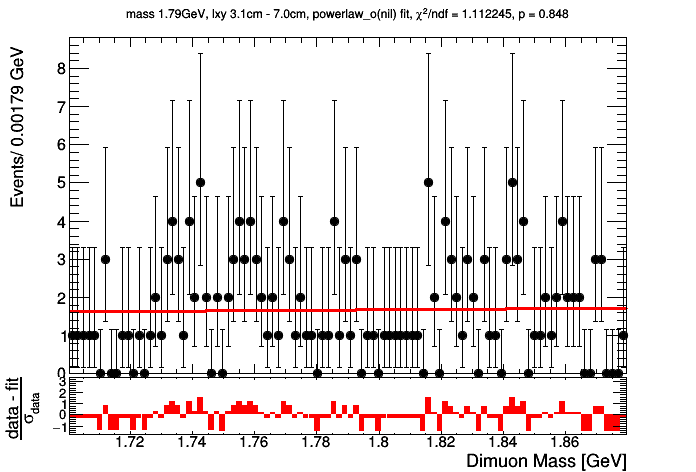 mass 1.79GeV, lxy 3.1cm - 7.0cm, powerlaw_o(nil) fit, χ²/ndf = 1.112245, p = 0.848
Events/ 0.00179 GeV
8
7
6
5
4
3
2
1
0
data - fit
σdata
3
2
1
0
−1
1.72 1.74 1.76 1.78 1.8 1.82 1.84 1.86
Dimuon Mass [GeV]